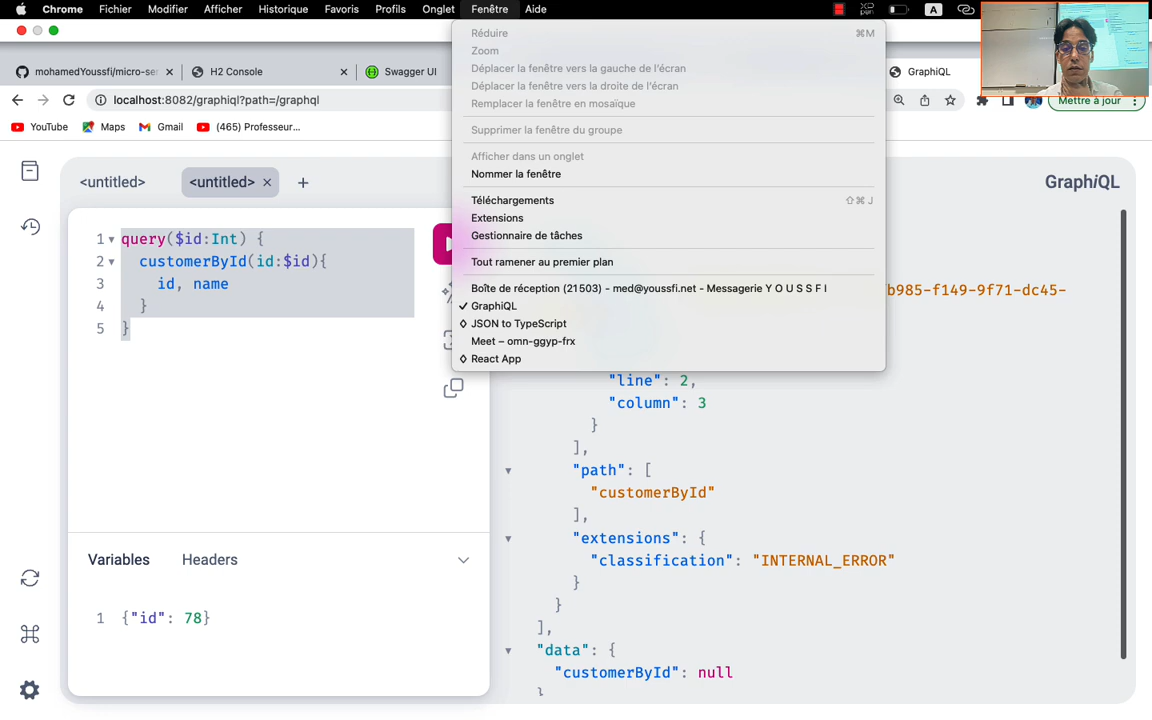 Chrome Fichier Modifier Afficher Historique Favoris Profils Onglet Fenêtre Aide
A
mohamedYoussfi/micro-se
H2 Console
Swagger UI
GraphiQL
localhost:8082/graphiql?path=/graphql
Mettre à jour
YouTube
Maps
Gmail
(465) Professeur...
Réduire ⌘M
Zoom
Déplacer la fenêtre vers la gauche de l'écran
Déplacer la fenêtre vers la droite de l'écran
Remplacer la fenêtre en mosaïque
Supprimer la fenêtre du groupe
Afficher dans un onglet
Nommer la fenêtre
Téléchargements ⇧⌘J
Extensions
Gestionnaire de tâches
Tout ramener au premier plan
Boîte de réception (21503) - med@youssfi.net - Messagerie Y O U S S F I
✓ GraphiQL
◊ JSON to TypeScript
Meet – omn-ggyp-frx
◊ React App
<untitled>
<untitled> × +
GraphiQL
1 query($id:Int) {
2 customerById(id:$id){
3 id, name
4 }
5 }
b985-f149-9f71-dc45-
"line": 2,
"column": 3
}
],
"path": [
"customerById"
],
"extensions": {
"classification": "INTERNAL_ERROR"
}
}
],
"data": {
"customerById": null
Variables
Headers
1 {"id": 78}